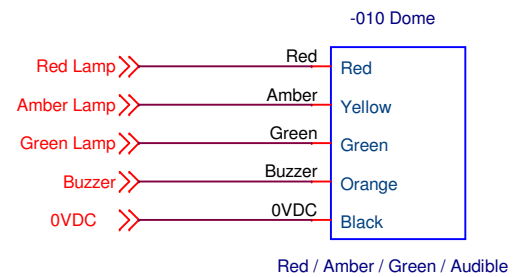 -010 Dome
Red Lamp Red Red
Amber Lamp Amber Yellow
Green Lamp Green Green
Buzzer Buzzer Orange
0VDC 0VDC Black
Red / Amber / Green / Audible